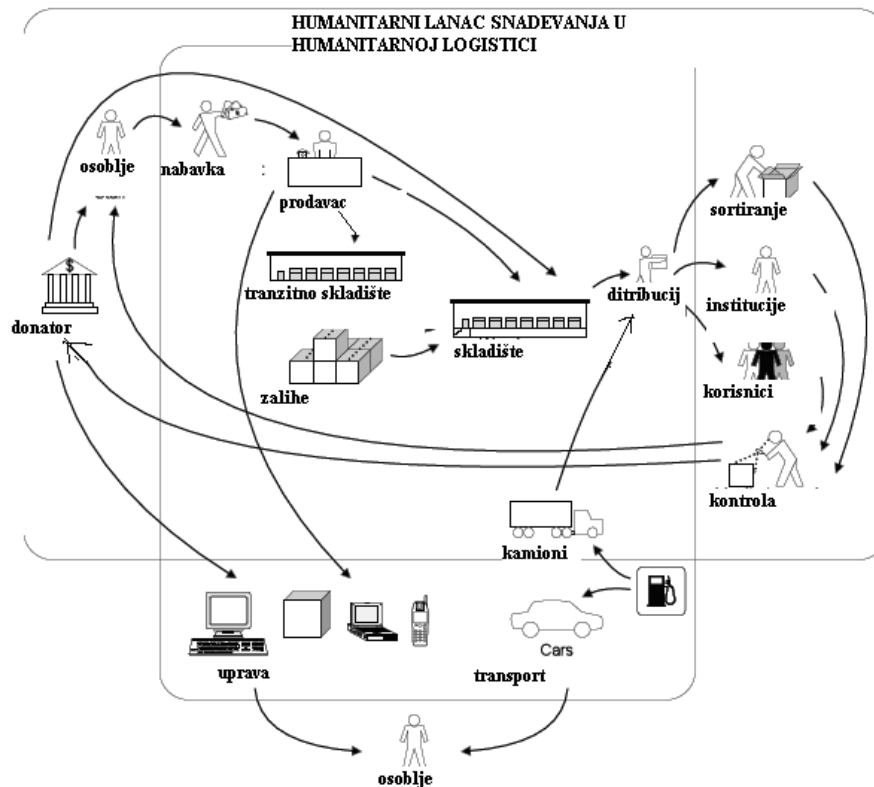 HUMANITARNI LANAC SNADEVANJA U
HUMANITARNOJ LOGISTICI
osoblje
nabavka
:
prodavac
sortiranje
$
tranzitno skladište
ditribucij
institucije
donator
skladište
zalihe
korisnici
kontrola
kamioni
Cars
uprava
transport
osoblje